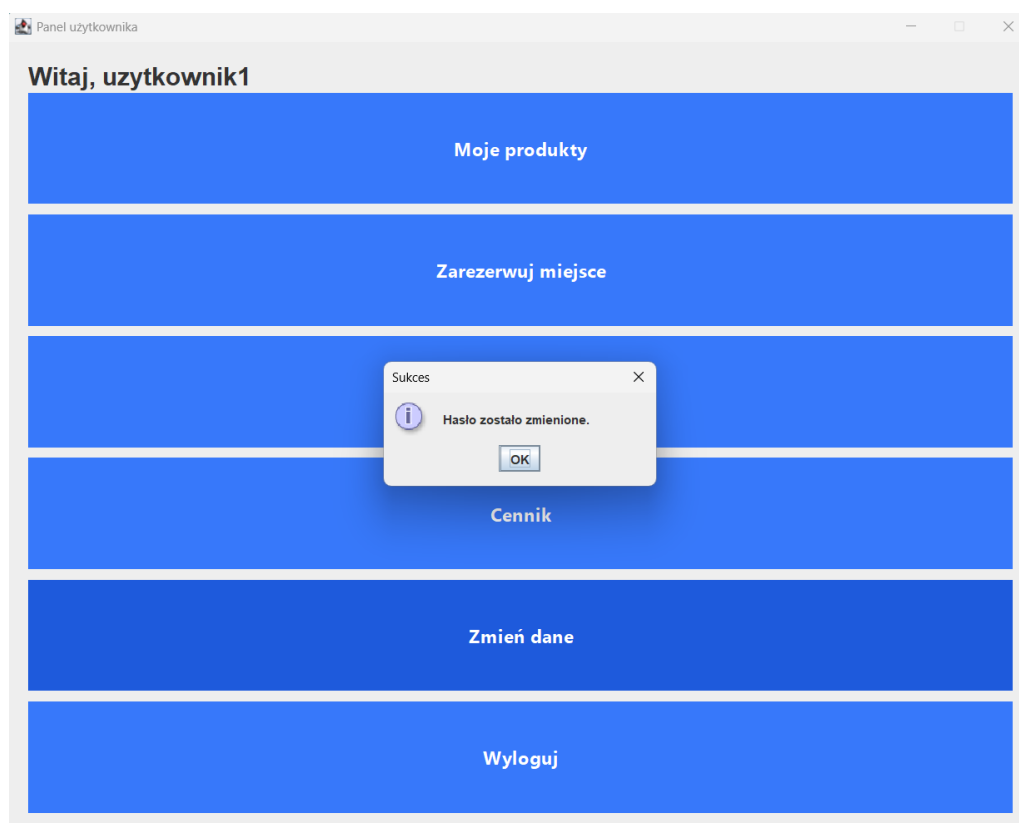 Panel użytkownika
Witaj, uzytkownik1
Moje produkty
Zarezerwuj miejsce
Sukces
i
Hasło zostało zmienione.
OK
Cennik
Zmień dane
Wyloguj